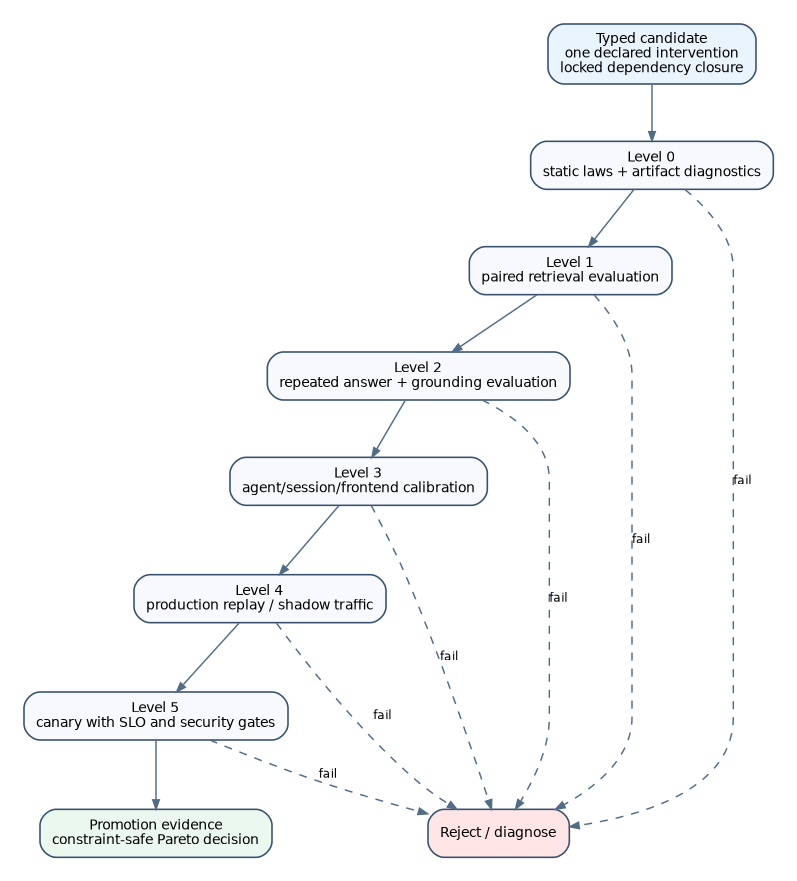 Typed candidate
one declared intervention
locked dependency closure
Level 0
static laws + artifact diagnostics
Level 1
paired retrieval evaluation
Level 2
repeated answer + grounding evaluation
Level 3
agent/session/frontend calibration
fail
fail
Level 4
production replay / shadow traffic
fail
fail
Level 5
canary with SLO and security gates
fail
fail
Promotion evidence
constraint-safe Pareto decision
Reject / diagnose